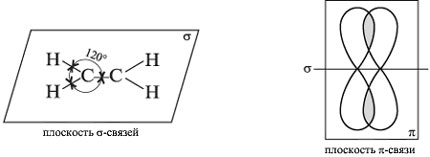 σ
120°
H H
C C
H H
плоскость σ-связей
σ
π
плоскость π-связи